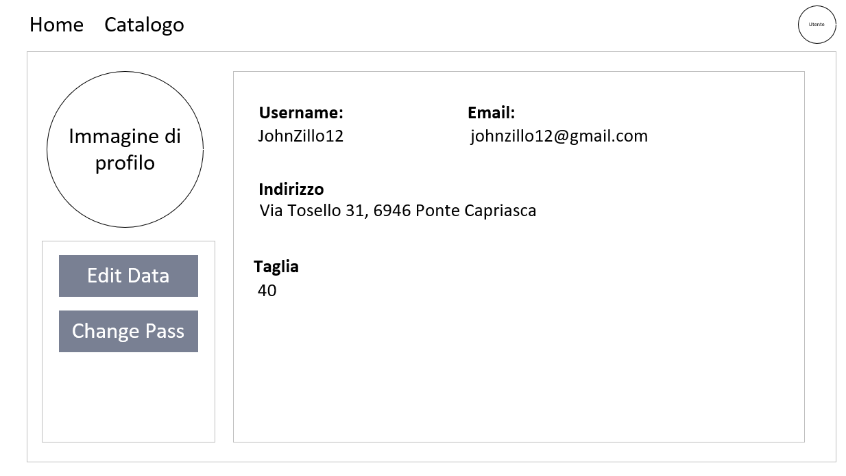 Home Catalogo Utente
Immagine di
profilo
Edit Data
Change Pass
Username: Email:
JohnZillo12 johnzillo12@gmail.com
Indirizzo
Via Tosello 31, 6946 Ponte Capriasca
Taglia
40